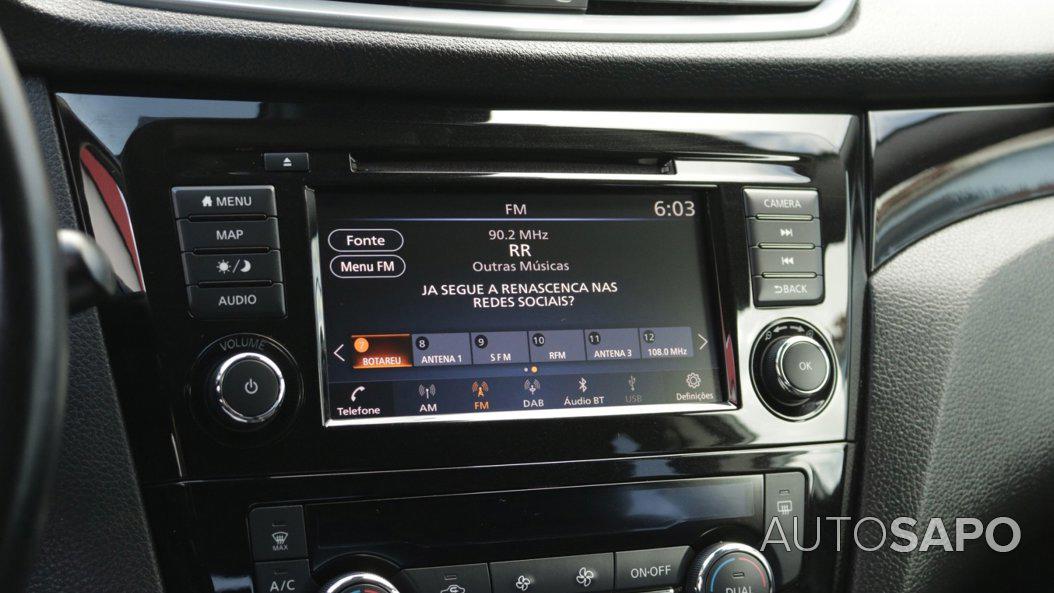 FM
6:03
MENU
MAP
AUDIO
VOLUME
Fonte
Menu FM
90.2 MHz
RR
Outras Músicas
JA SEGUE A RENASCENCA NAS
REDES SOCIAIS?
7 BOTAREU
8 ANTENA 1
9 S F M
10 RFM
11 ANTENA 3
12 108.0 MHz
Telefone
AM
FM
DAB
Áudio BT
USB
Definições
CAMERA
BACK
OK
MAX
A/C
ON·OFF
DUAL
AUTOSAPO